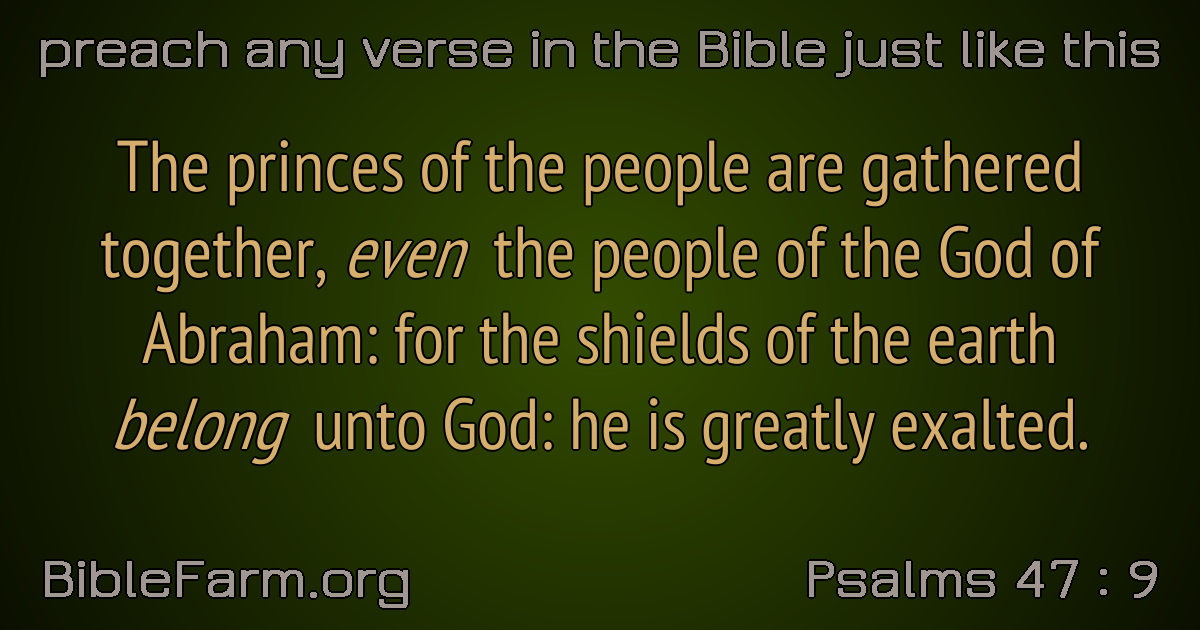 preach any verse in the Bible just like this
The princes of the people are gathered
together, even the people of the God of
Abraham: for the shields of the earth
belong unto God: he is greatly exalted.
BibleFarm.org
Psalms 47 : 9